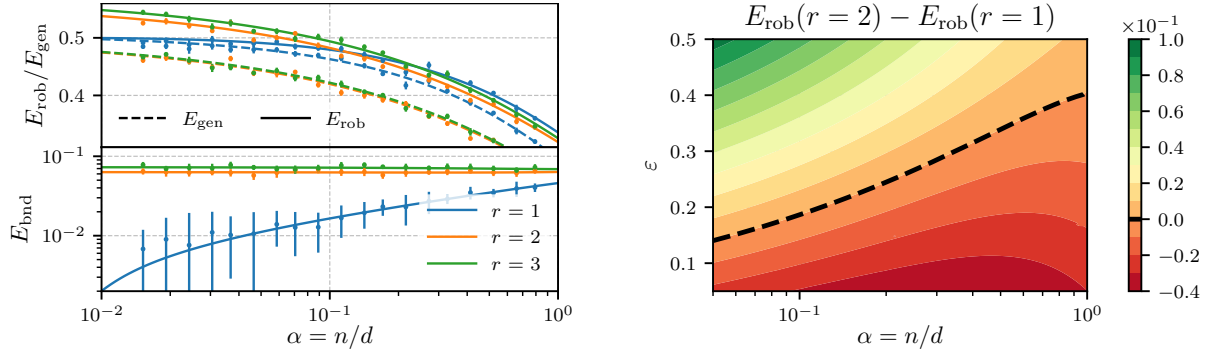 E_rob/E_gen
0.5
0.4
E_gen
E_rob
E_bnd
10^{-1}
10^{-2}
r = 1
r = 2
r = 3
10^{-2}
10^{-1}
10^0
α = n/d
E_rob(r = 2) − E_rob(r = 1)
ε
0.5
0.4
0.3
0.2
0.1
10^{-1}
10^0
α = n/d
×10^{-1}
1.0
0.8
0.6
0.4
0.2
0.0
−0.2
−0.4